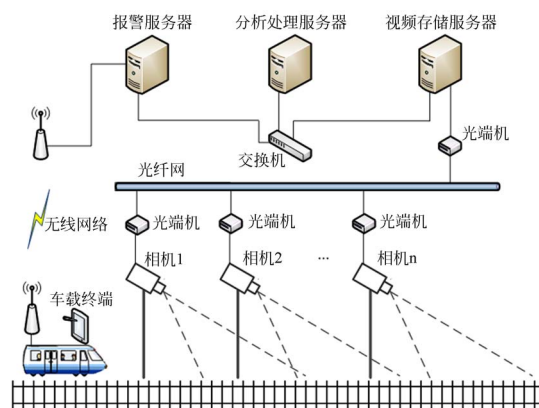 报警服务器
分析处理服务器
视频存储服务器
光端机
交换机
光纤网
无线网络
光端机
光端机
光端机
相机1
相机2
...
相机n
车载终端